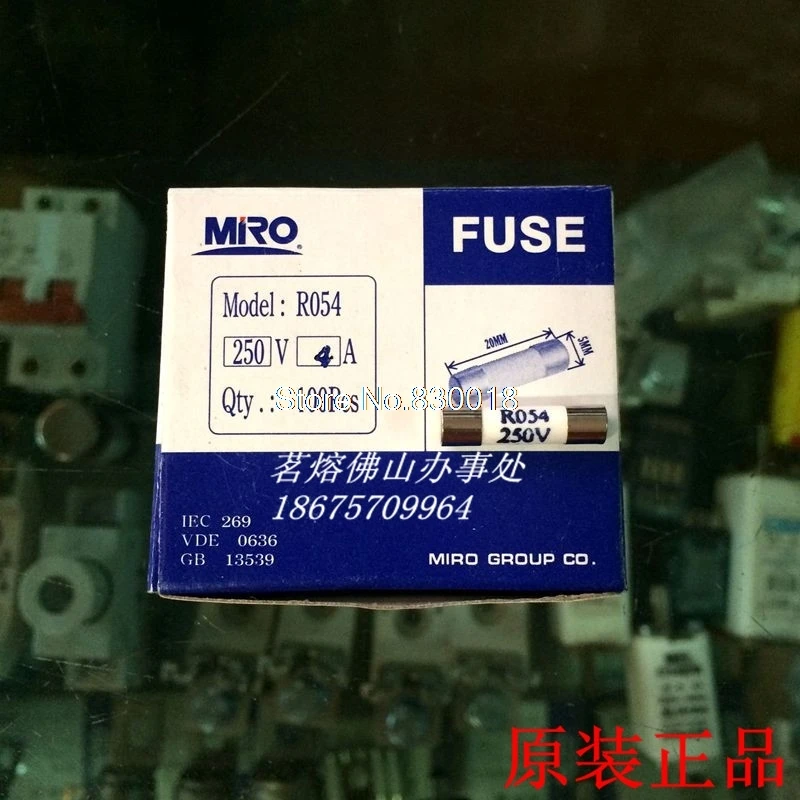 MIRO
FUSE
Model: R054
250 V 4 A
Qty:
Store No.830018
20MM
5MM
R054
250V
茗熔佛山办事处
18675709964
IEC 269
VDE 0636
GB 13539
MIRO GROUP CO.
原装正品